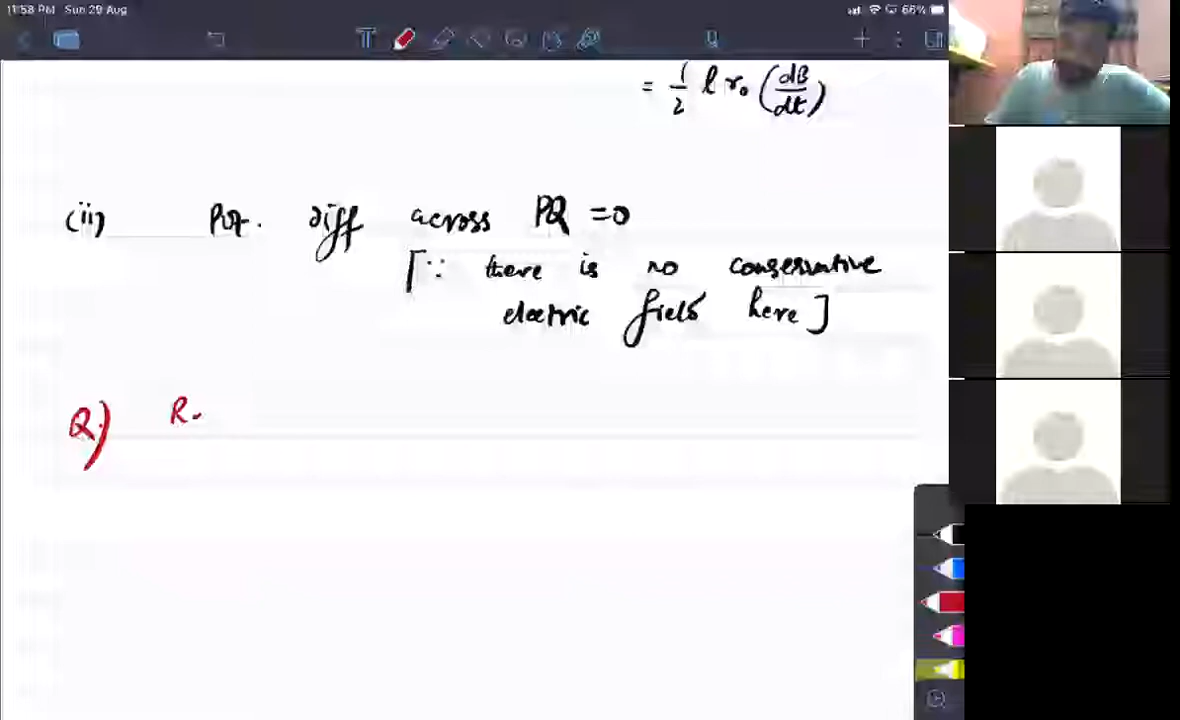 11:58 PM Sun 29 Aug
66%
= 1/2 l r₀ (dB/dt)
(ii) Pot. diff across PQ = 0
[∵ there is no conservative
electric field here]
Q) R.